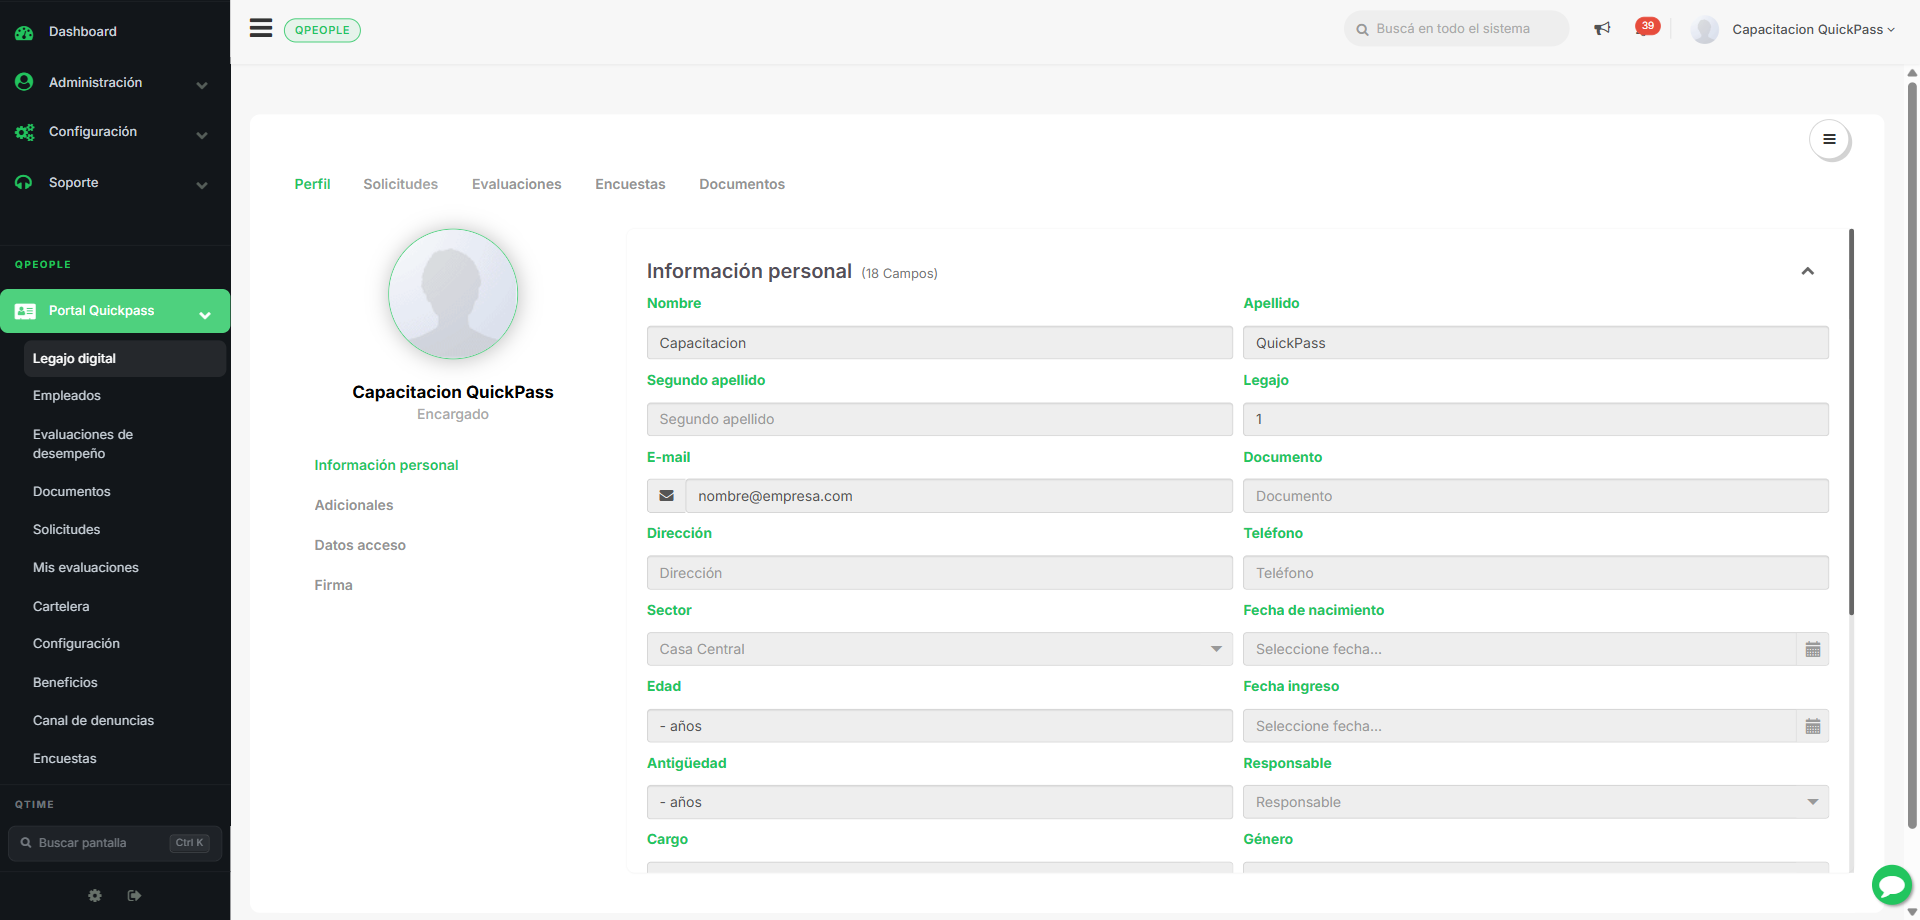 Dashboard
Administración
Configuración
Soporte
QPEOPLE
Portal Quickpass
Legajo digital
Empleados
Evaluaciones de
desempeño
Documentos
Solicitudes
Mis evaluaciones
Cartelera
Configuración
Beneficios
Canal de denuncias
Encuestas
QTIME
Buscar pantalla Ctrl K
QPEOPLE
Buscá en todo el sistema
39
Capacitacion QuickPass
Perfil Solicitudes Evaluaciones Encuestas Documentos
Capacitacion QuickPass
Encargado
Información personal
Adicionales
Datos acceso
Firma
Información personal (18 Campos)
Nombre Apellido
Capacitacion QuickPass
Segundo apellido Legajo
Segundo apellido 1
E-mail Documento
nombre@empresa.com Documento
Dirección Teléfono
Dirección Teléfono
Sector Fecha de nacimiento
Casa Central Seleccione fecha...
Edad Fecha ingreso
- años Seleccione fecha...
Antigüedad Responsable
- años Responsable
Cargo Género